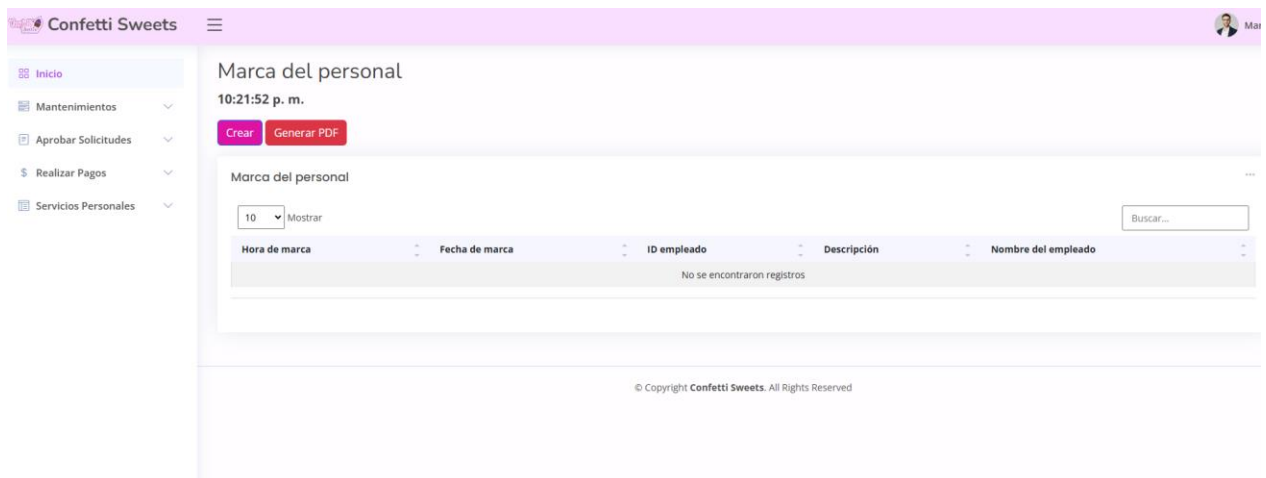 Confetti Sweets
Mar
Inicio
Mantenimientos
Aprobar Solicitudes
$ Realizar Pagos
Servicios Personales
Marca del personal
10:21:52 p. m.
Crear Generar PDF
Marca del personal
10 Mostrar
Buscar...
Hora de marca Fecha de marca ID empleado Descripción Nombre del empleado
No se encontraron registros
© Copyright Confetti Sweets. All Rights Reserved